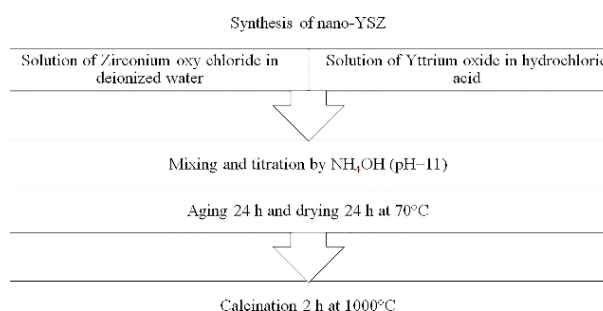 Synthesis of nano-YSZ
Solution of Zirconium oxy chloride in
deionized water
Solution of Yttrium oxide in hydrochloric
acid
Mixing and titration by NH₄OH (pH–11)
Aging 24 h and drying 24 h at 70°C
Calcination 2 h at 1000°C